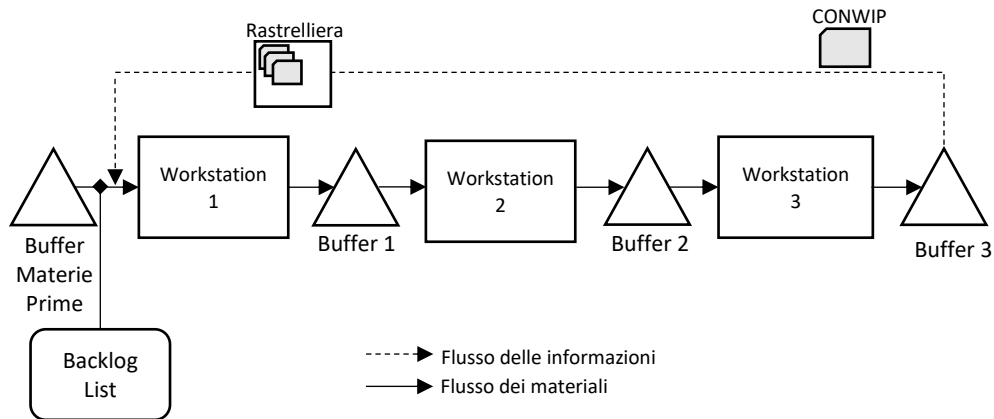 Rastrelliera
CONWIP
Workstation
1
Workstation
2
Workstation
3
Buffer
Materie
Prime
Buffer 1
Buffer 2
Buffer 3
Backlog
List
Flusso delle informazioni
Flusso dei materiali